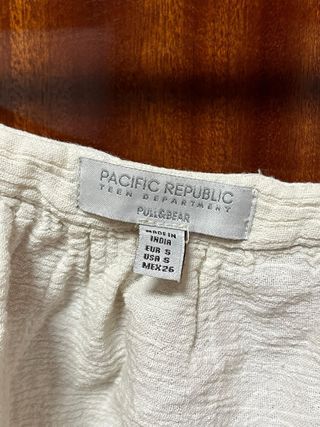 PACIFIC REPUBLIC
TEEN DEPARTMENT
PULL&BEAR
MADE IN
INDIA
EUR S
USA S
MEX26